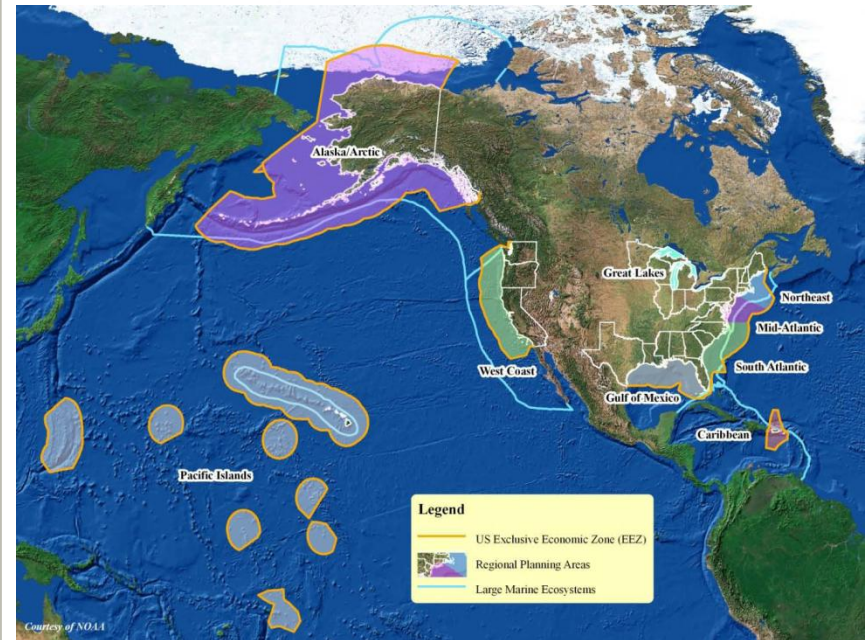 Alaska/Arctic
Great Lakes
Northeast
Mid-Atlantic
West Coast
South Atlantic
Gulf of Mexico
Caribbean
Pacific Islands
Legend
US Exclusive Economic Zone (EEZ)
Regional Planning Areas
Large Marine Ecosystems
Courtesy of NOAA